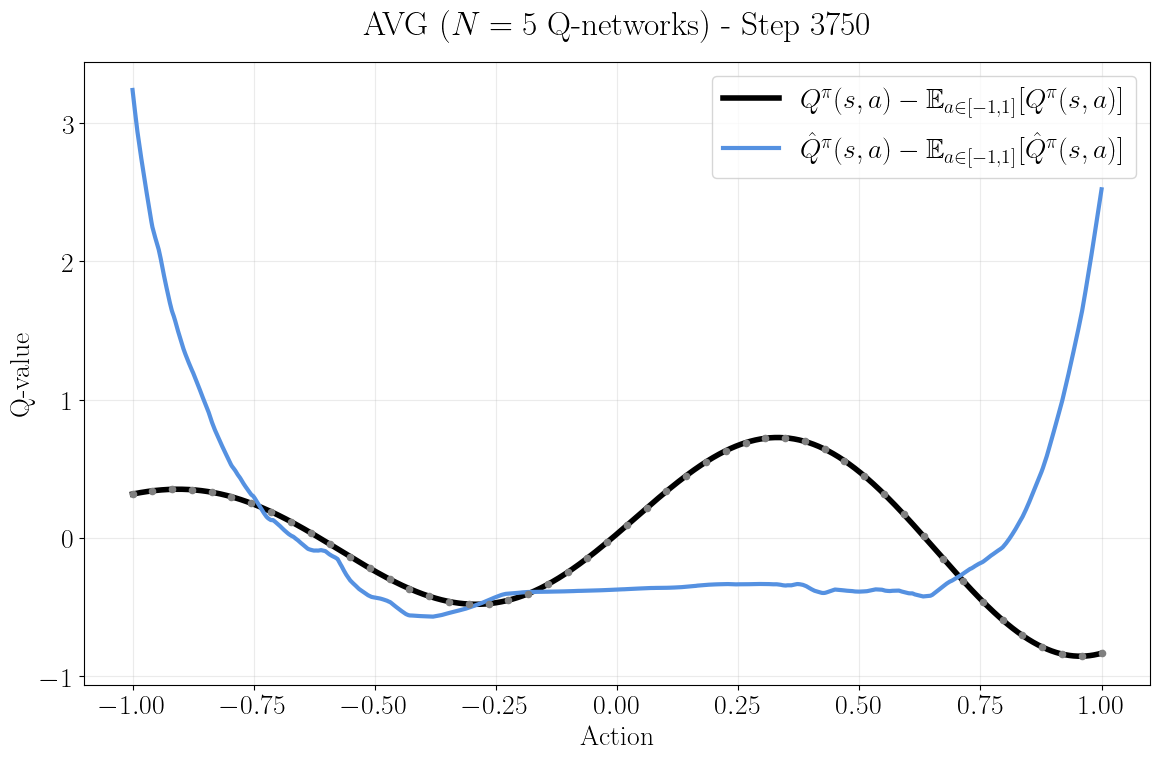 AVG (N = 5 Q-networks) - Step 3750
Q^π(s, a) − 𝔼_{a∈[−1,1]}[Q^π(s, a)]
Q̂^π(s, a) − 𝔼_{a∈[−1,1]}[Q̂^π(s, a)]
Q-value
3
2
1
0
−1
−1.00 −0.75 −0.50 −0.25 0.00 0.25 0.50 0.75 1.00
Action